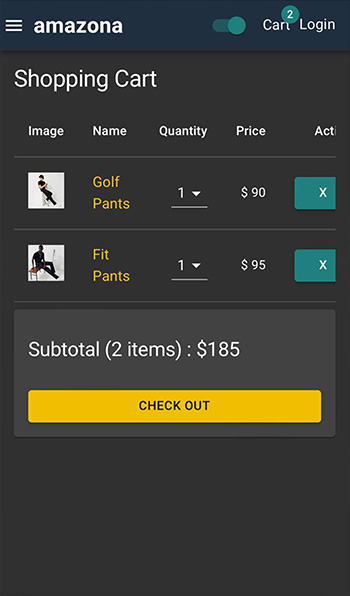 amazona
2
Cart Login
Shopping Cart
Image Name Quantity Price Acti
Golf
Pants
1 $ 90 X
Fit
Pants
1 $ 95 X
Subtotal (2 items) : $185
CHECK OUT